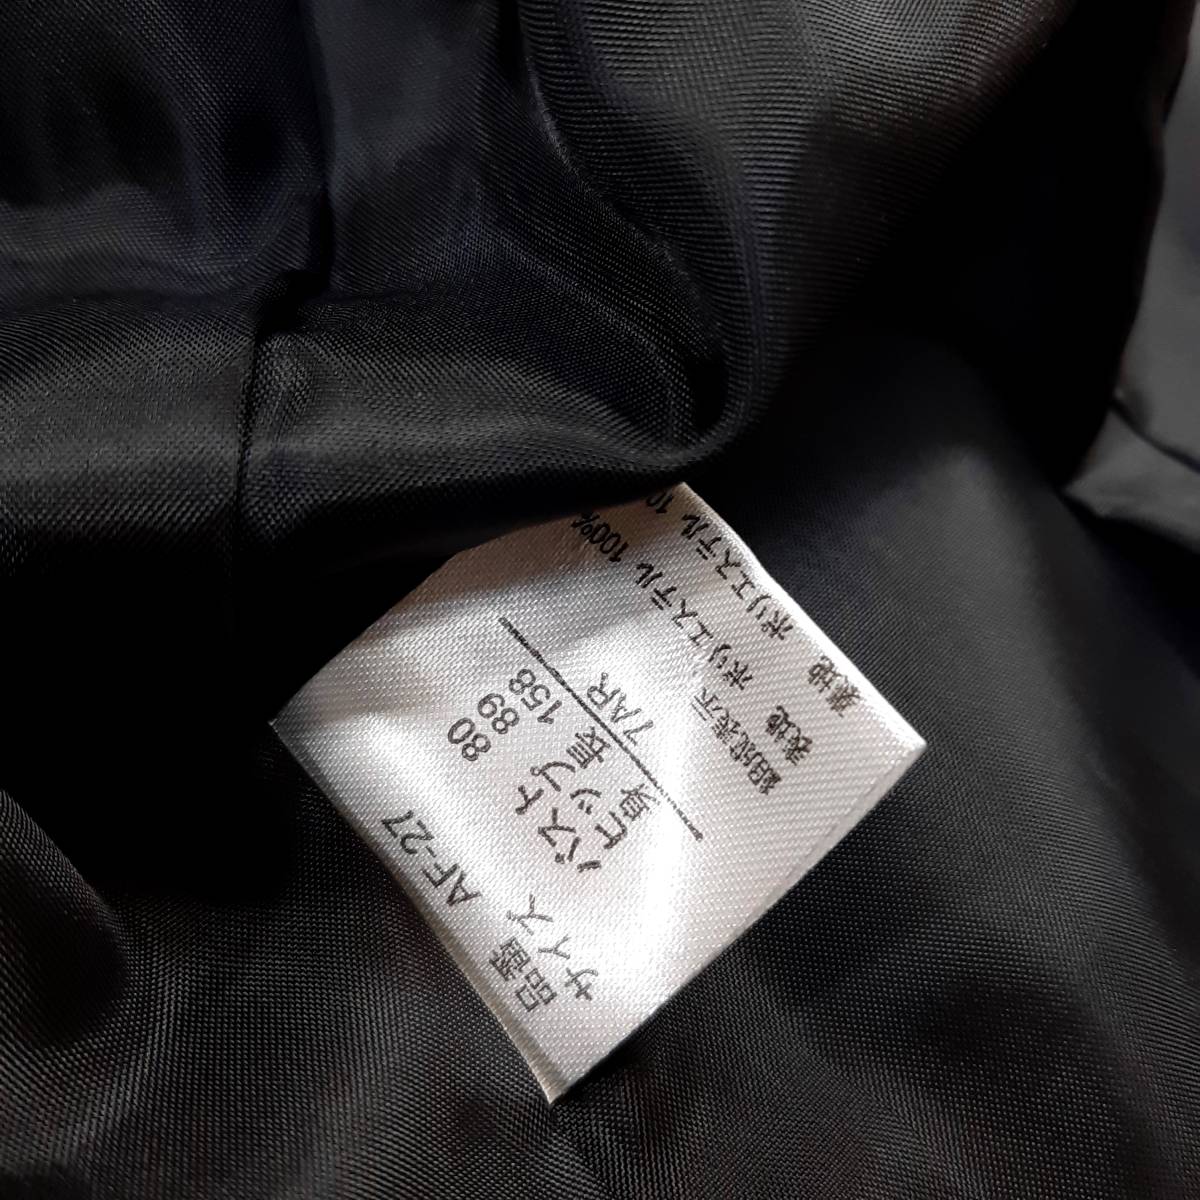 品番 AF-27
サイズ
バスト 80
ヒップ 89
身長 158
7AR
組成表示
表地 ポリエステル 100%
裏地 ポリエステル 10